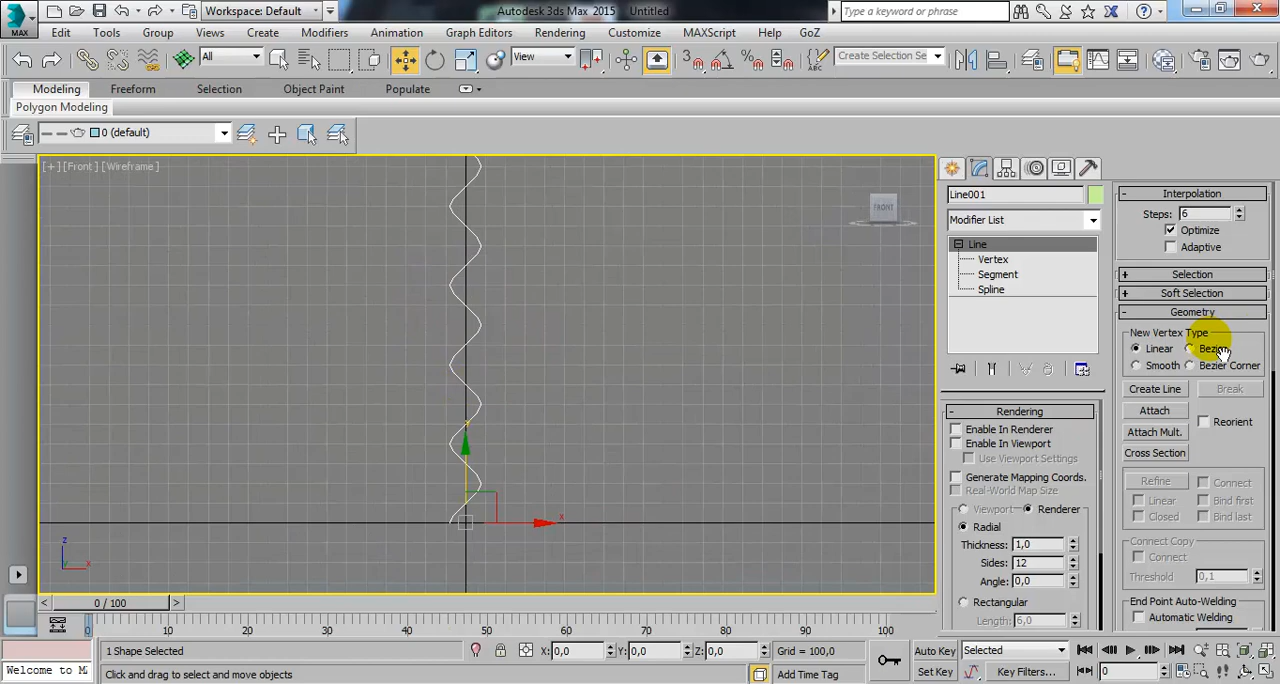 MAX
Workspace: Default
Autodesk 3ds Max 2015
Untitled
Type a keyword or phrase
Edit
Tools
Group
Views
Create
Modifiers
Animation
Graph Editors
Rendering
Customize
MAXScript
Help
GoZ
All
View
3
Create Selection Se
Modeling
Freeform
Selection
Object Paint
Populate
Polygon Modeling
0 (default)
[+] [Front] [Wireframe]
FRONT
y
x
z
x
Line001
Modifier List
Line
Vertex
Segment
Spline
Rendering
Enable In Renderer
Enable In Viewport
Use Viewport Settings
Generate Mapping Coords.
Real-World Map Size
Viewport
Renderer
Radial
Thickness: 1,0
Sides: 12
Angle: 0,0
Rectangular
Length: 6,0
Interpolation
Steps: 6
Optimize
Adaptive
Selection
Soft Selection
Geometry
New Vertex Type
Linear
Bezier
Smooth
Bezier Corner
Create Line
Break
Attach
Reorient
Attach Mult.
Cross Section
Refine
Connect
Linear
Bind first
Closed
Bind last
Connect Copy
Connect
Threshold
0,1
End Point Auto-Welding
Automatic Welding
0 / 100
0 10 20 30 40 50 60 70 80 90 100
Welcome to M
1 Shape Selected
X: 0,0
Y: 0,0
Z: 0,0
Grid = 100,0
Click and drag to select and move objects
Add Time Tag
Auto Key
Selected
Set Key
Key Filters...
0